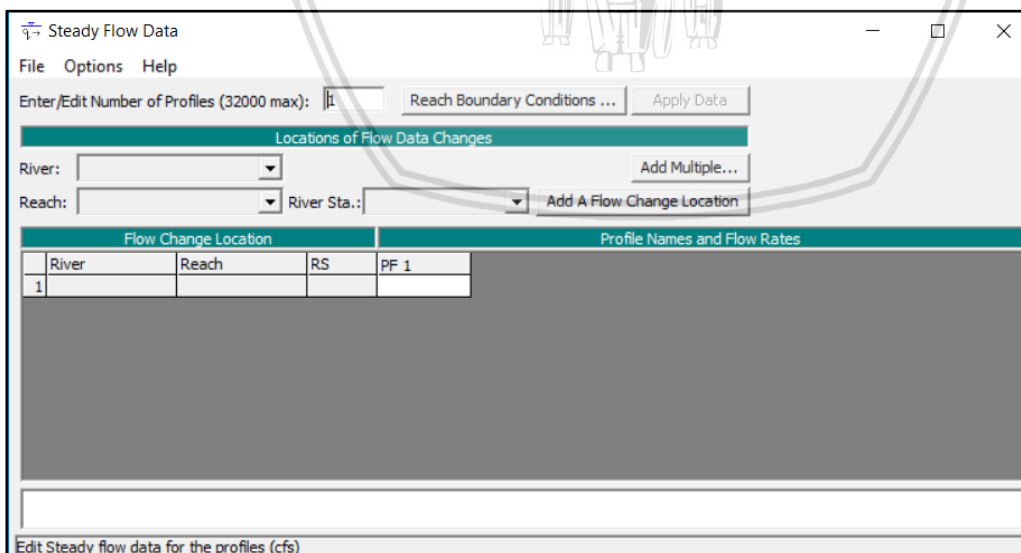 Steady Flow Data
File Options Help
Enter/Edit Number of Profiles (32000 max): 1 Reach Boundary Conditions ... Apply Data
Locations of Flow Data Changes
River: Add Multiple...
Reach: River Sta.: Add A Flow Change Location
Flow Change Location Profile Names and Flow Rates
River Reach RS PF 1
1
Edit Steady flow data for the profiles (cfs)